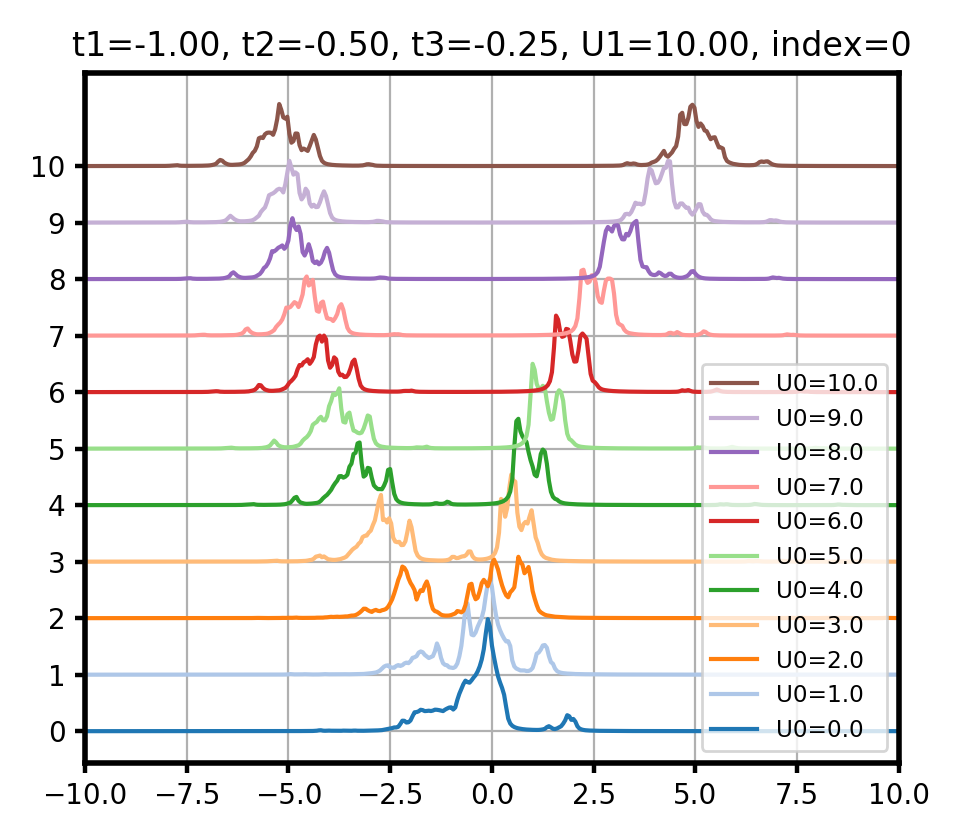 t1=-1.00, t2=-0.50, t3=-0.25, U1=10.00, index=0
10
9
8
7
6
5
4
3
2
1
0
U0=10.0
U0=9.0
U0=8.0
U0=7.0
U0=6.0
U0=5.0
U0=4.0
U0=3.0
U0=2.0
U0=1.0
U0=0.0
−10.0 −7.5 −5.0 −2.5 0.0 2.5 5.0 7.5 10.0